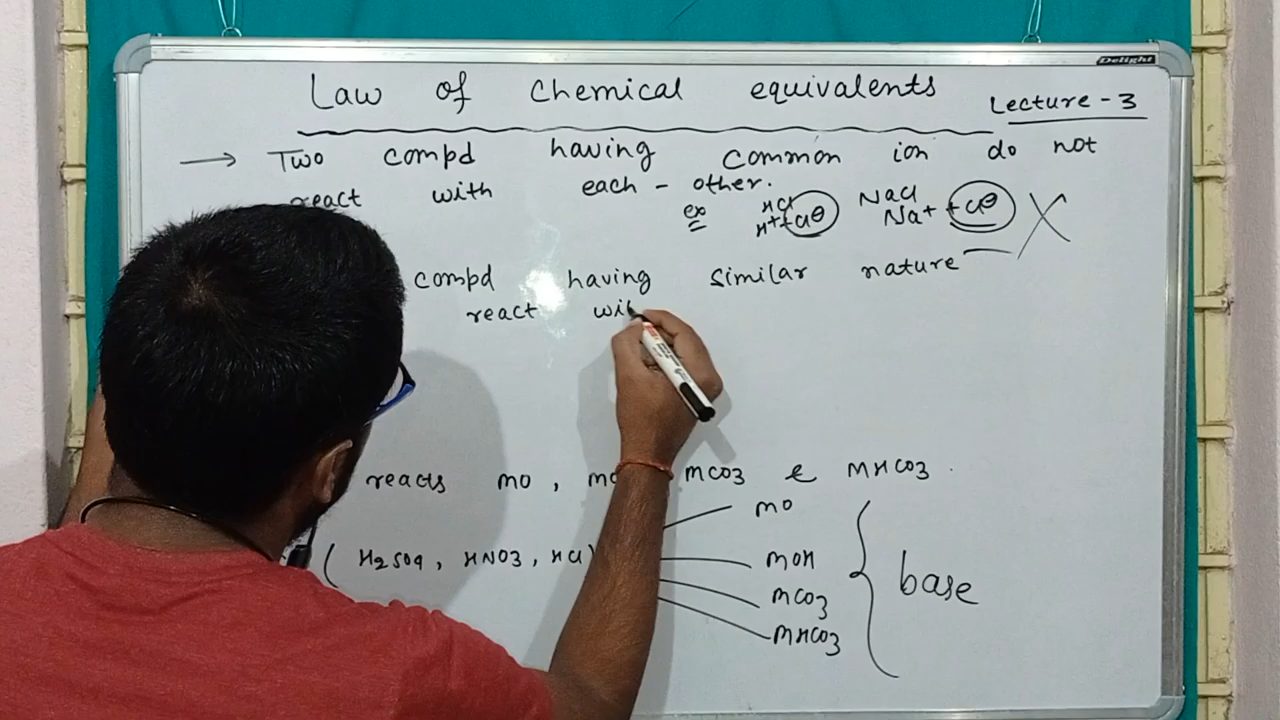 Delight
Law of Chemical equivalents
Lecture - 3
→ Two compd having common ion do not
react with each - other.
ex HCl NaCl
H+ + Cl⊖ Na+ + Cl⊖ X
compd having similar nature
react wit
reacts MO , MCO3 & MHCO3 .
MO
( H2SO4 , HNO3 , HCl ) MOH
MCO3
MHCO3
base